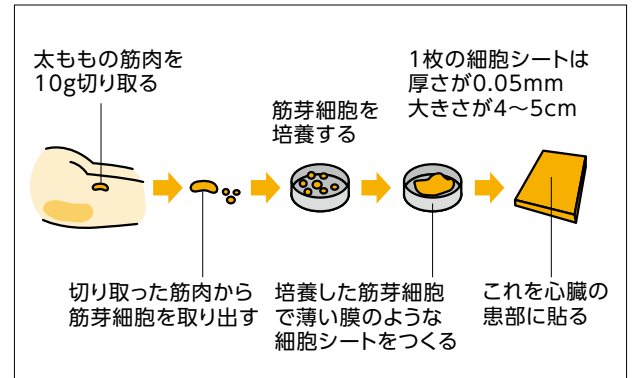 太ももの筋肉を
10g切り取る
切り取った筋肉から
筋芽細胞を取り出す
筋芽細胞を
培養する
培養した筋芽細胞
で薄い膜のような
細胞シートをつくる
1枚の細胞シートは
厚さが0.05mm
大きさが4〜5cm
これを心臓の
患部に貼る